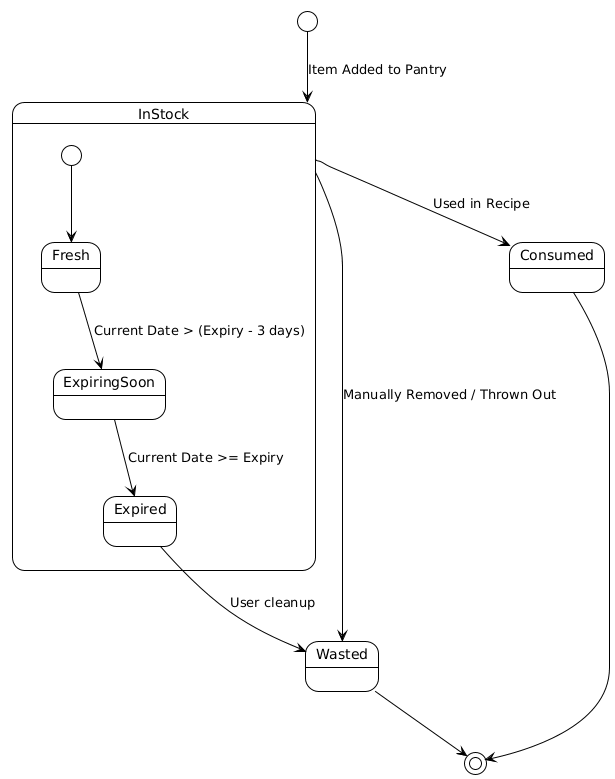 Item Added to Pantry
InStock
Used in Recipe
Fresh
Consumed
Current Date > (Expiry - 3 days)
ExpiringSoon
Manually Removed / Thrown Out
Current Date >= Expiry
Expired
User cleanup
Wasted